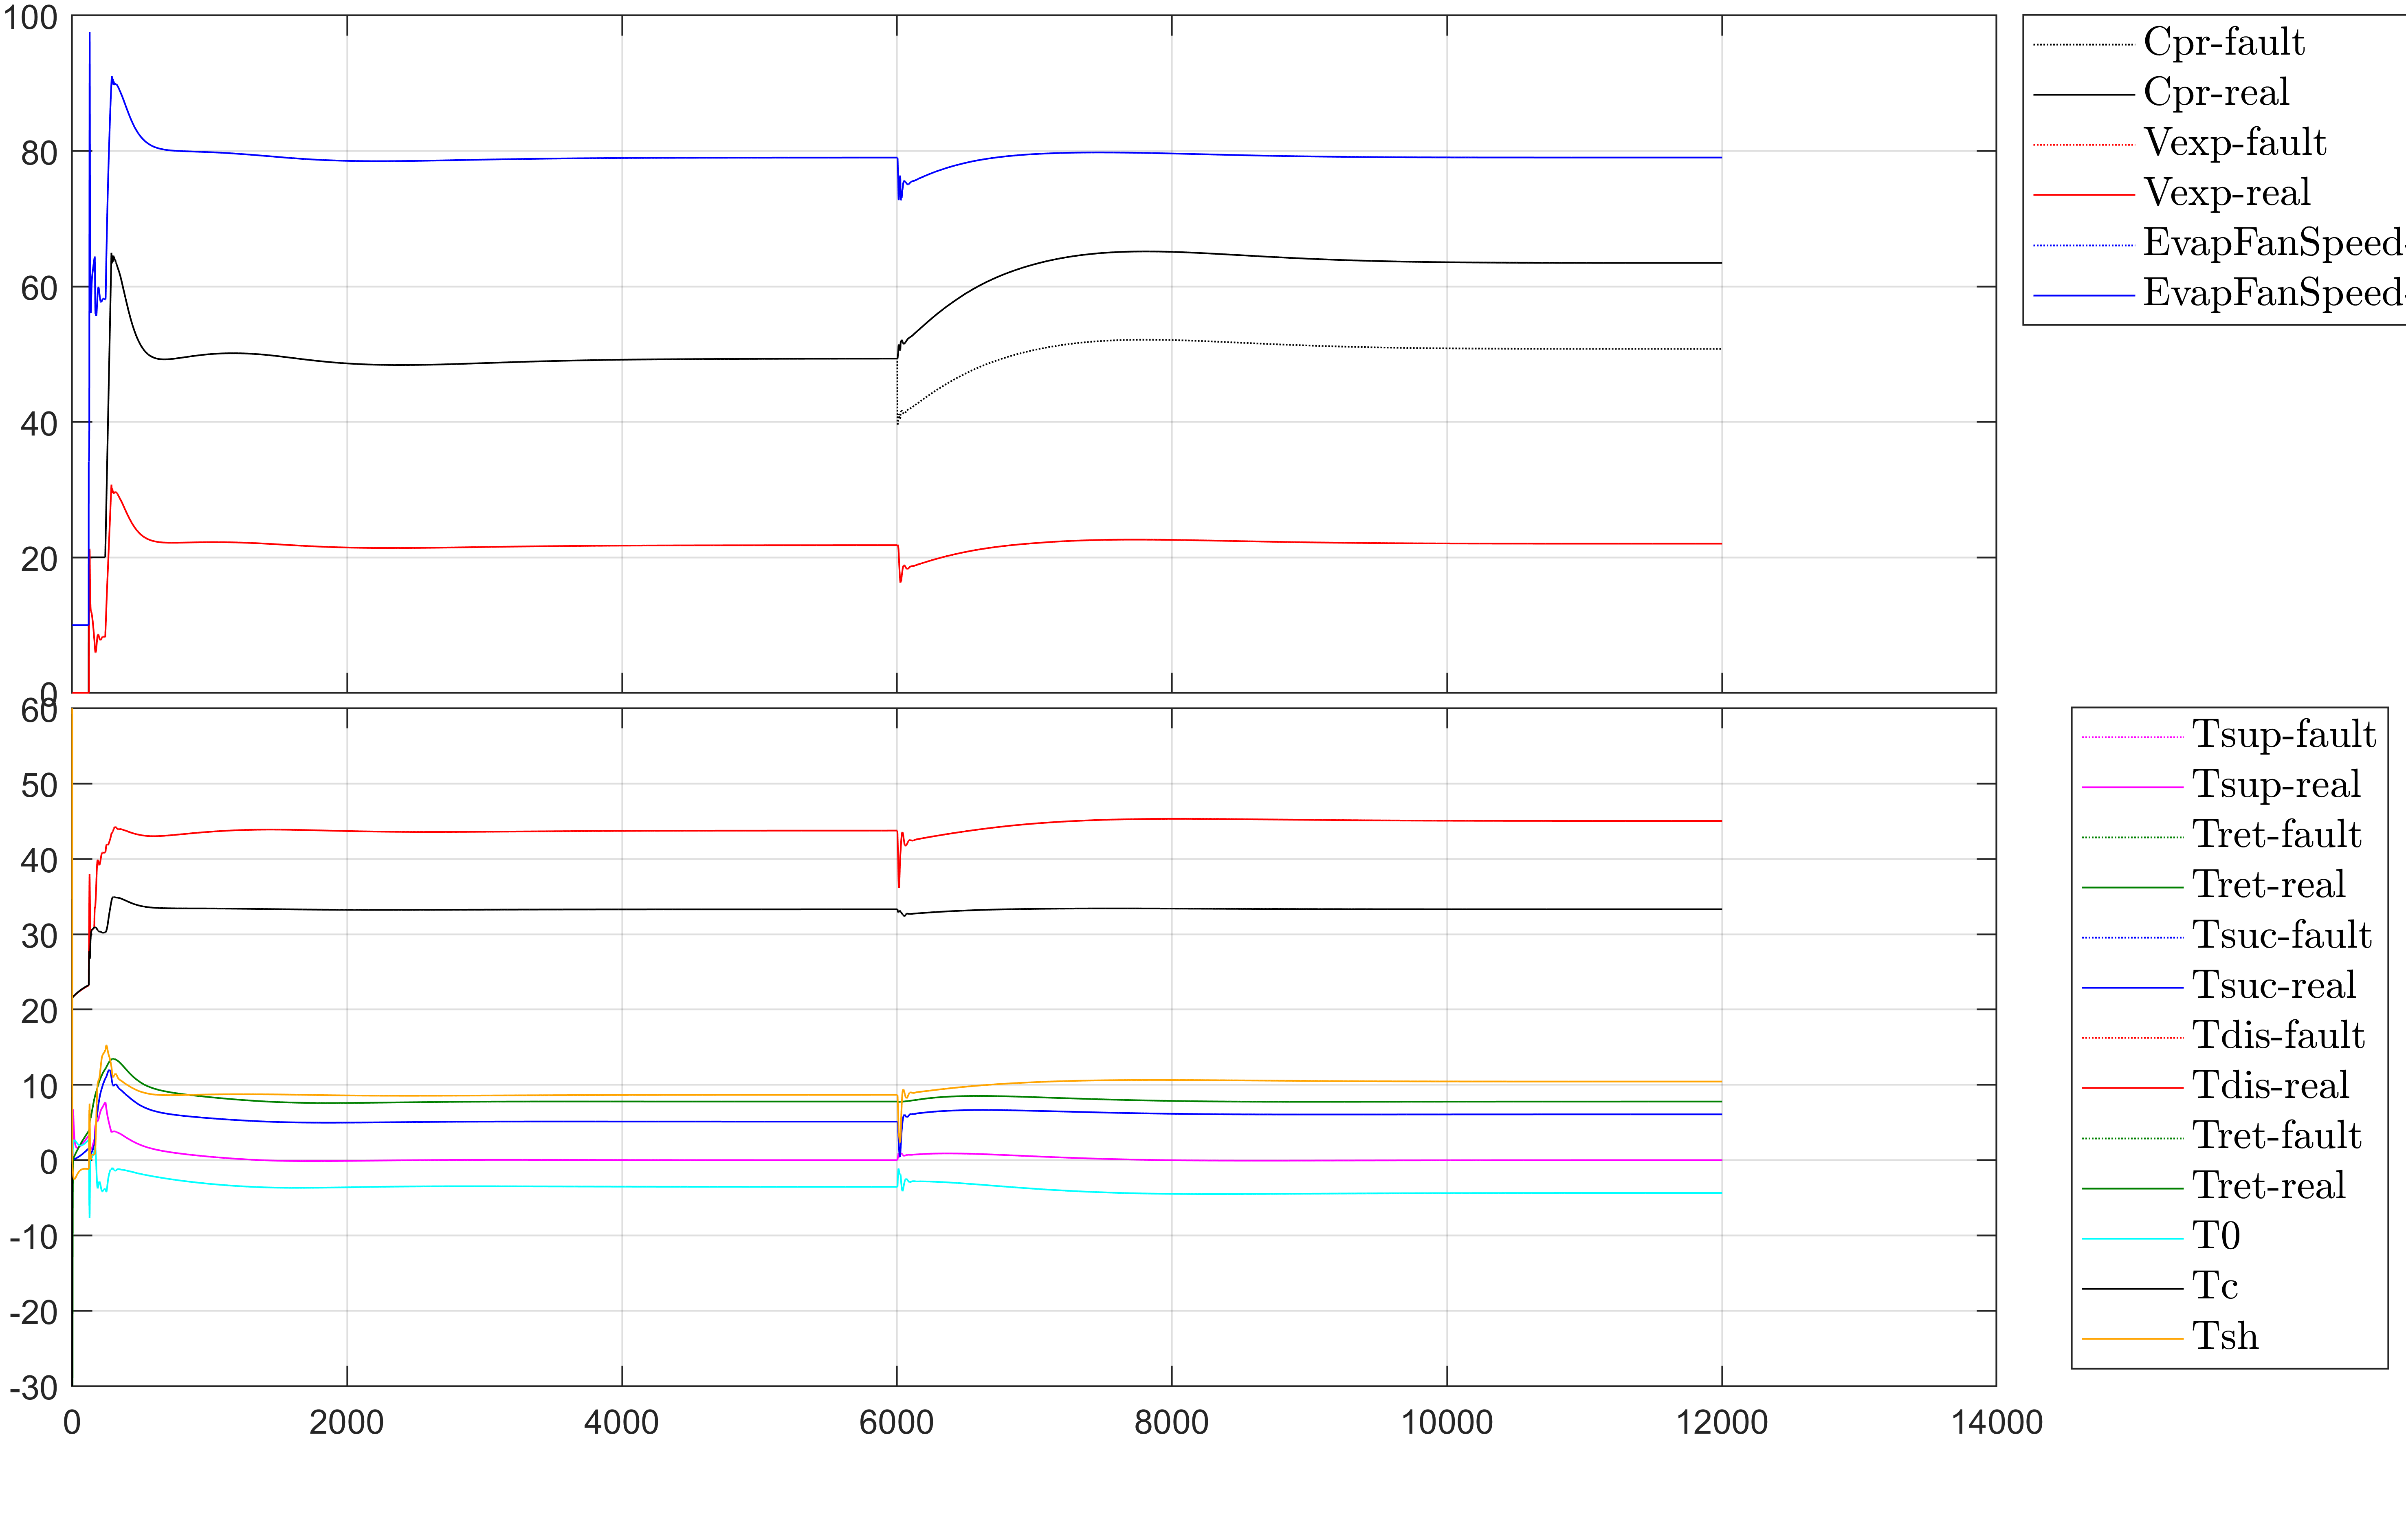 100
80
60
40
20
0
Cpr-fault
Cpr-real
Vexp-fault
Vexp-real
EvapFanSpeed-
EvapFanSpeed-
60
50
40
30
20
10
0
-10
-20
-30
0 2000 4000 6000 8000 10000 12000 14000
Tsup-fault
Tsup-real
Tret-fault
Tret-real
Tsuc-fault
Tsuc-real
Tdis-fault
Tdis-real
Tret-fault
Tret-real
T0
Tc
Tsh